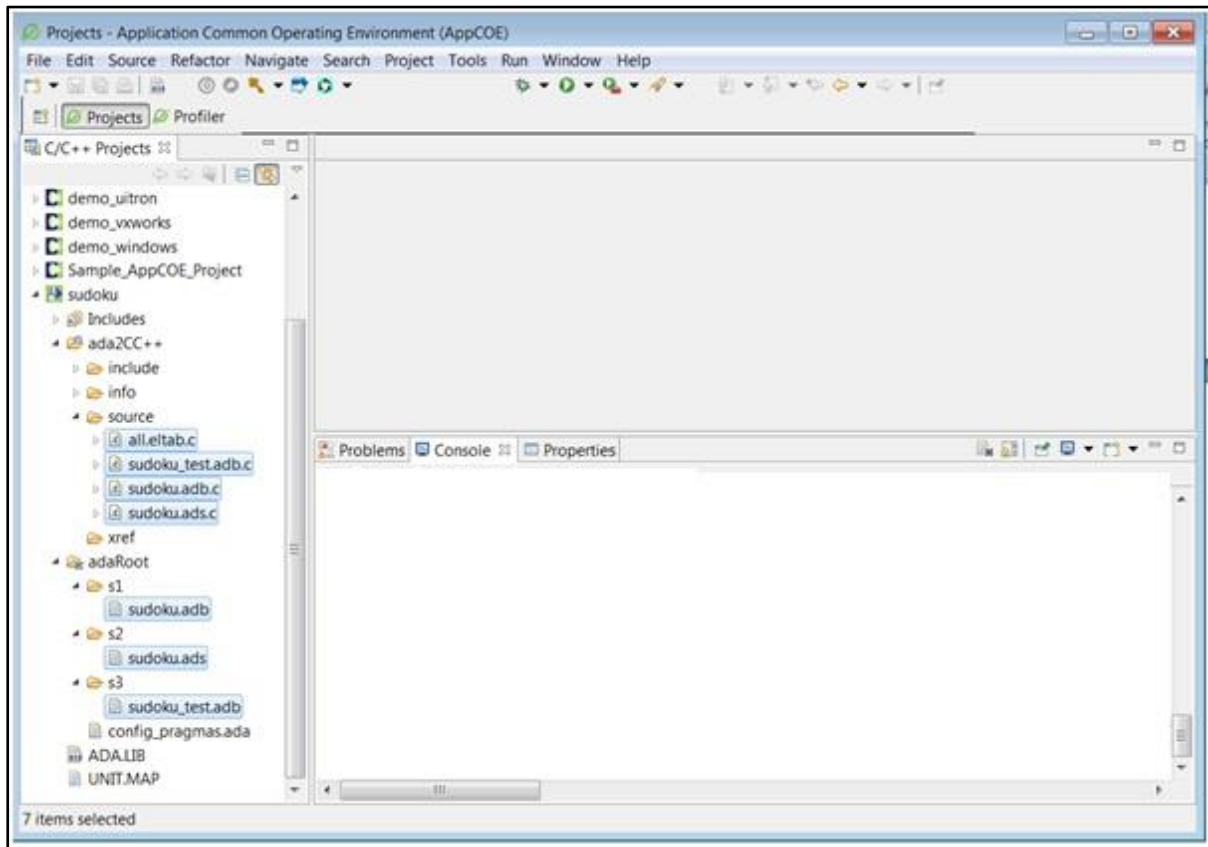 Projects - Application Common Operating Environment (AppCOE)
File Edit Source Refactor Navigate Search Project Tools Run Window Help
Projects Profiler
C/C++ Projects
demo_uitron
demo_vxworks
demo_windows
Sample_AppCOE_Project
sudoku
Includes
ada2CC++
include
info
source
all.eltab.c
sudoku_test.adb.c
sudoku.adb.c
sudoku.ads.c
xref
adaRoot
s1
sudoku.adb
s2
sudoku.ads
s3
sudoku_test.adb
config_pragmas.ada
ADA.LIB
UNIT.MAP
Problems Console Properties
7 items selected